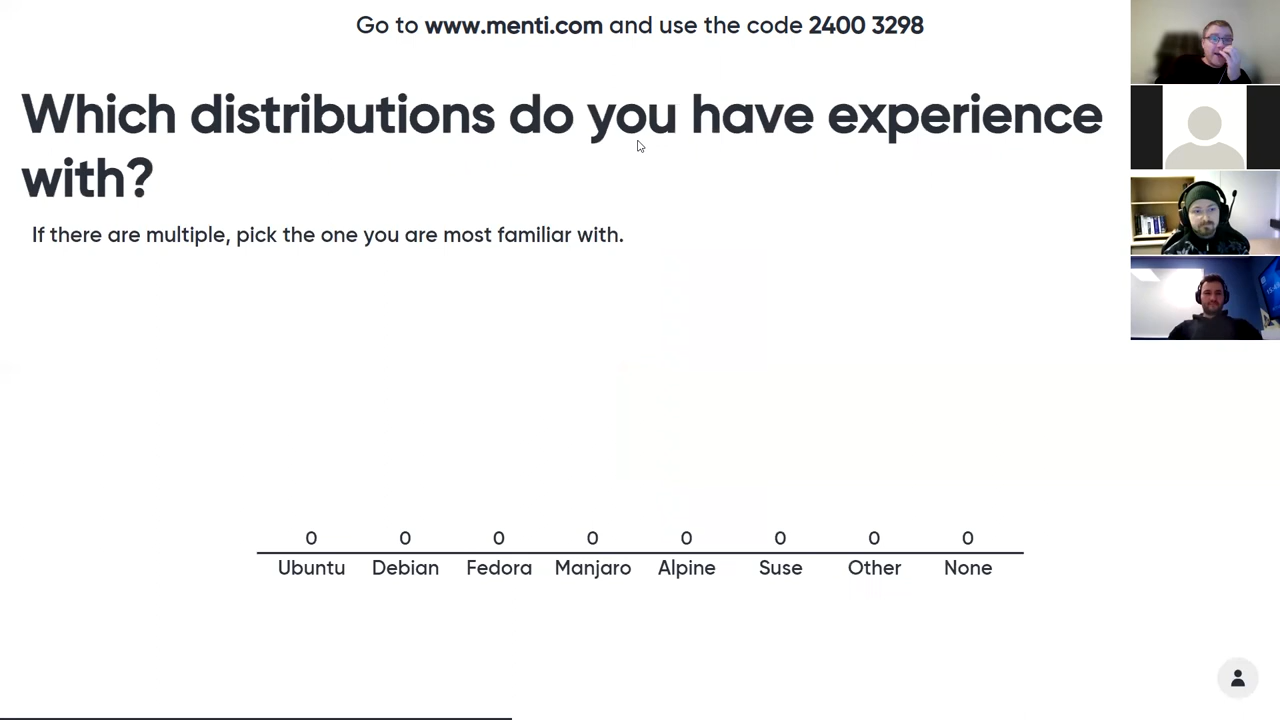 Go to www.menti.com and use the code 2400 3298
Which distributions do you have experience
with?
If there are multiple, pick the one you are most familiar with.
0 0 0 0 0 0 0 0
Ubuntu Debian Fedora Manjaro Alpine Suse Other None